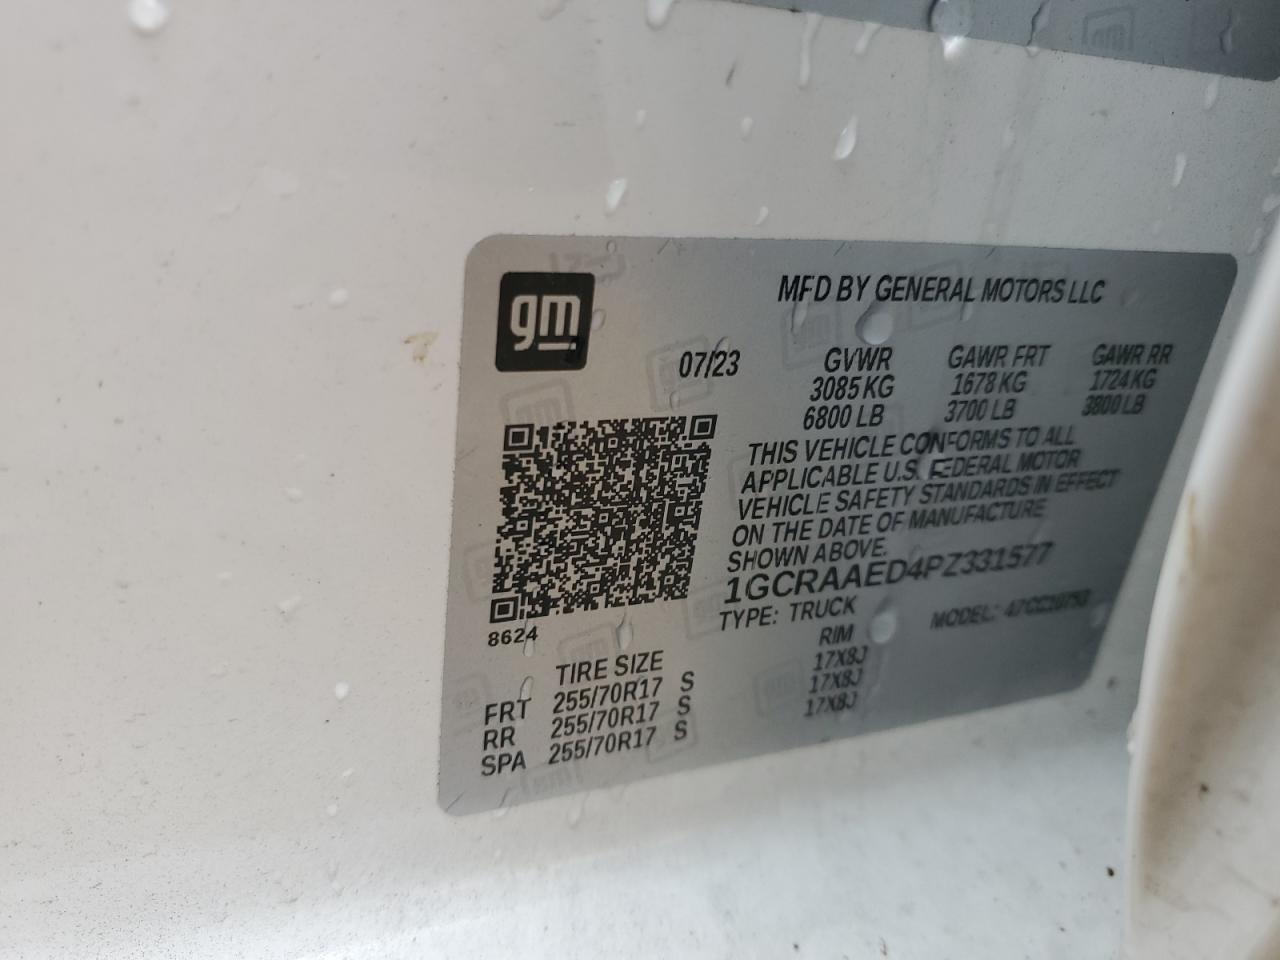 gm
MFD BY GENERAL MOTORS LLC
07/23 GVWR GAWR FRT GAWR RR
3085 KG 1678 KG 1724 KG
6800 LB 3700 LB 3800 LB
THIS VEHICLE CONFORMS TO ALL
APPLICABLE U.S. FEDERAL MOTOR
VEHICLE SAFETY STANDARDS IN EFFECT
ON THE DATE OF MANUFACTURE
SHOWN ABOVE.
1GCRAAED4PZ331577
TYPE: TRUCK MODEL:
8624
TIRE SIZE RIM
FRT 255/70R17 S 17X8J
RR 255/70R17 S 17X8J
SPA 255/70R17 S 17X8J